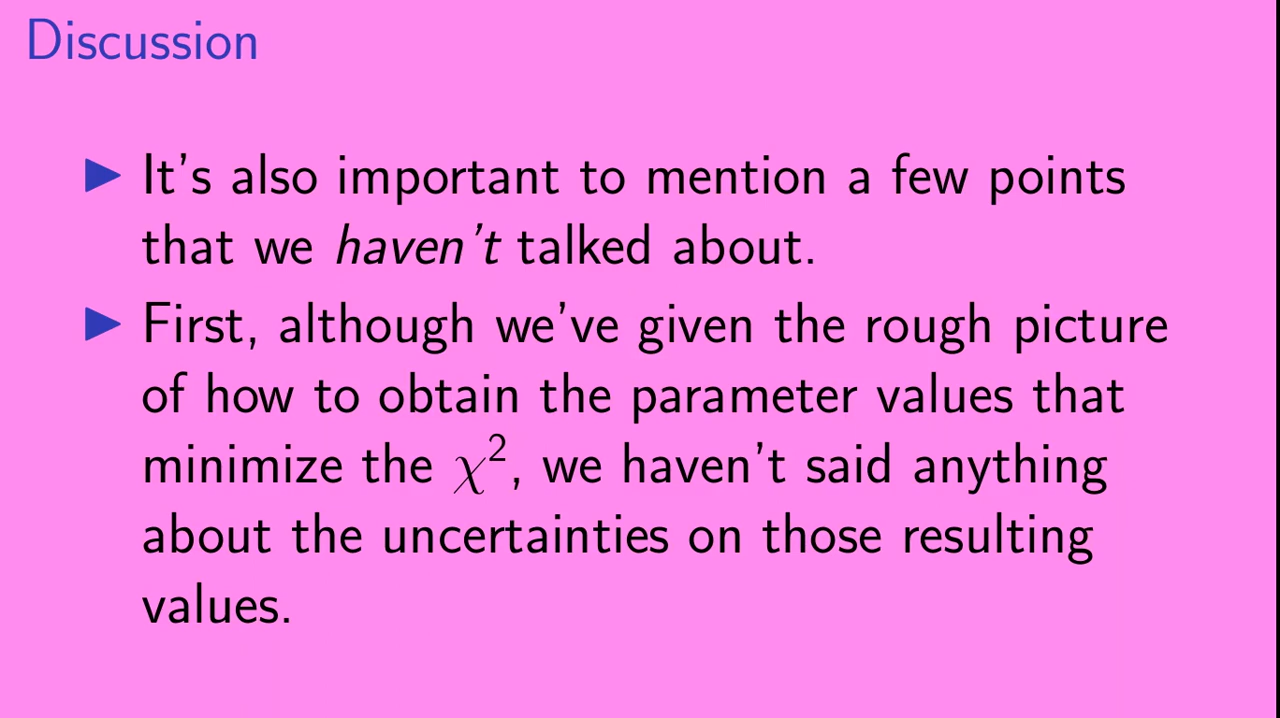 Discussion
▶ It's also important to mention a few points
that we haven't talked about.
▶ First, although we've given the rough picture
of how to obtain the parameter values that
minimize the χ², we haven't said anything
about the uncertainties on those resulting
values.